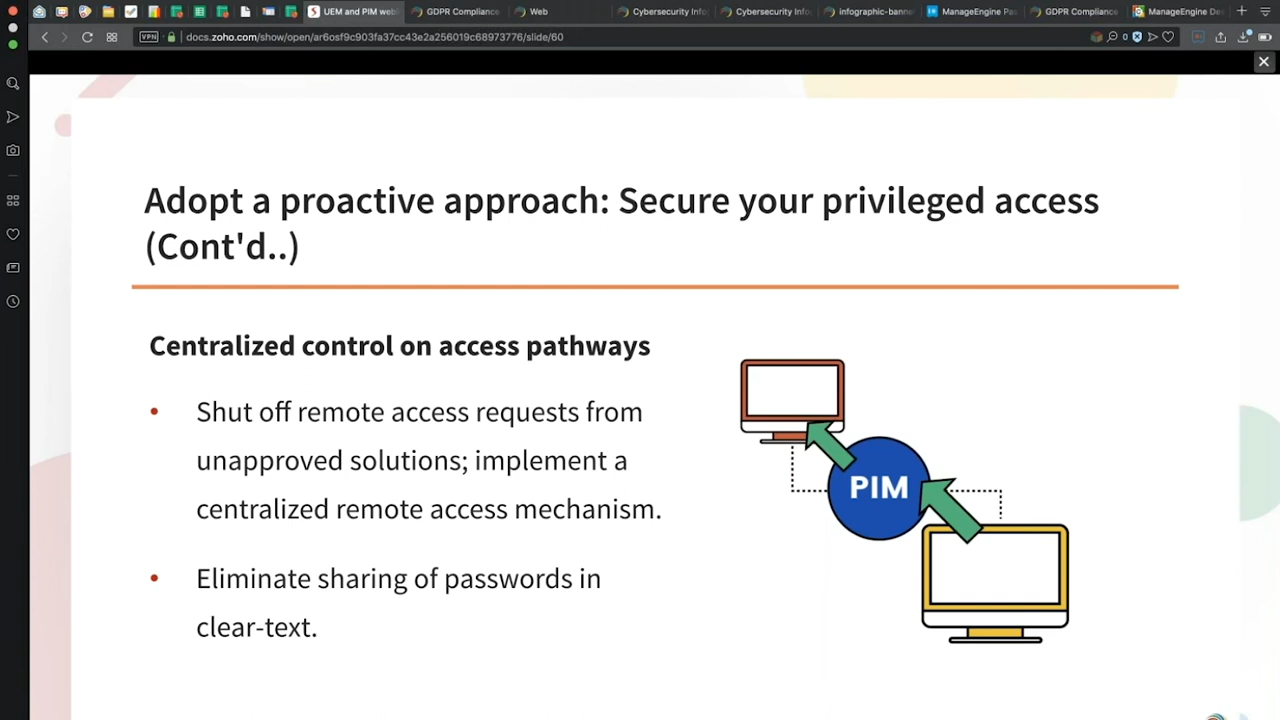 UEM and PIM web
GDPR Compliance
Web
Cybersecurity Info
Cybersecurity Info
infographic-banne
ManageEngine Pa
GDPR Compliance
ManageEngine De
VPN
docs.zoho.com/show/open/ar6osf9c903fa37cc43e2a256019c68973776/slide/60
0
Adopt a proactive approach: Secure your privileged access
(Cont'd..)
Centralized control on access pathways
• Shut off remote access requests from
unapproved solutions; implement a
centralized remote access mechanism.
• Eliminate sharing of passwords in
clear-text.
PIM